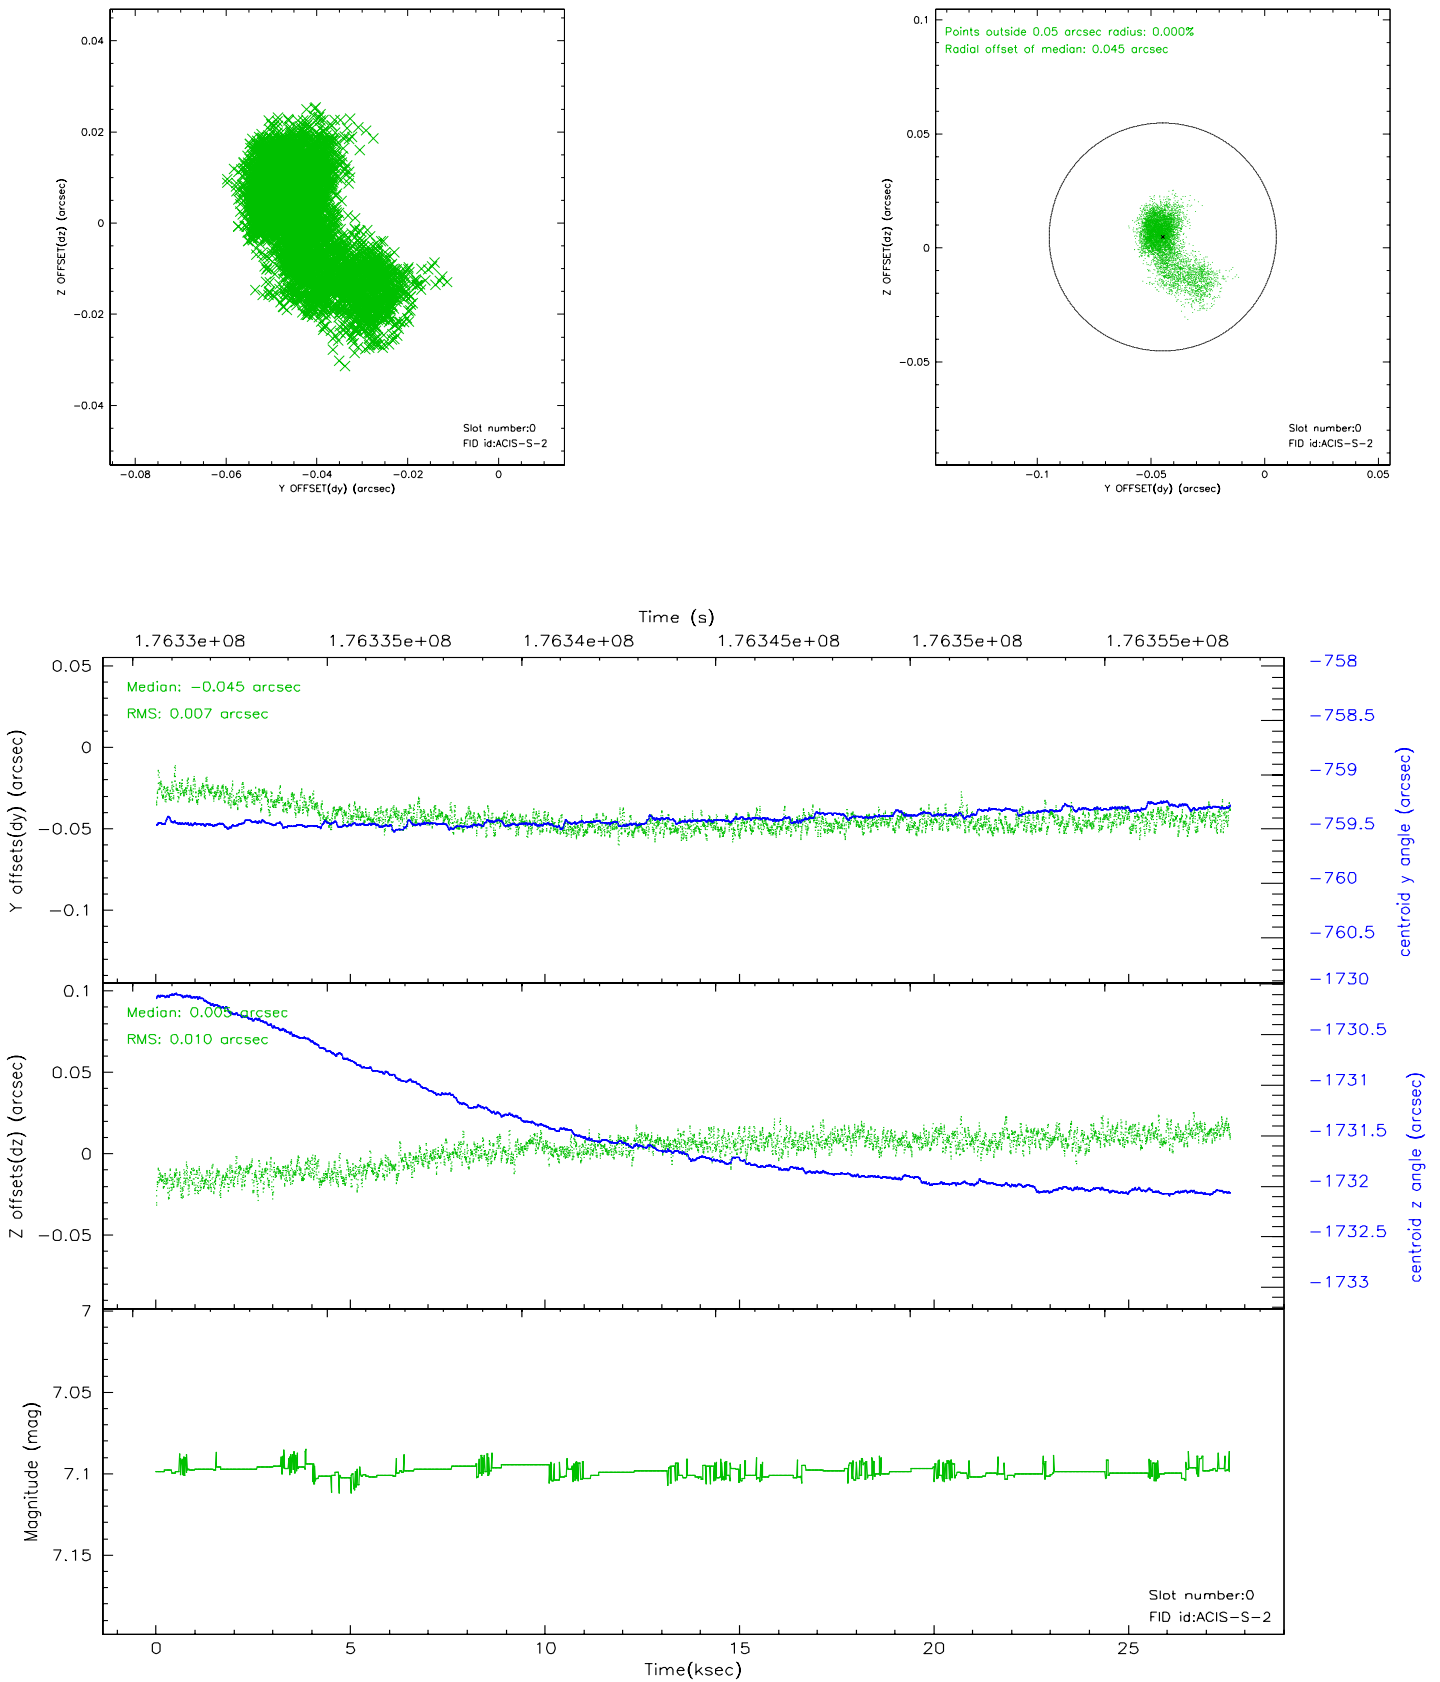 0.04
0.02
0
−0.02
−0.04
Z OFFSET(dz) (arcsec)
Slot number:0
FID id:ACIS−S−2
−0.08 −0.06 −0.04 −0.02 0
Y OFFSET(dy) (arcsec)
0.1
0.05
0
−0.05
Z OFFSET(dz) (arcsec)
Points outside 0.05 arcsec radius: 0.000%
Radial offset of median: 0.045 arcsec
Slot number:0
FID id:ACIS−S−2
−0.1 −0.05 0 0.05
Y OFFSET(dy) (arcsec)
Time (s)
1.7633e+08 1.76335e+08 1.7634e+08 1.76345e+08 1.7635e+08 1.76355e+08
0.05
0
−0.05
−0.1
Y offsets(dy) (arcsec)
Median: −0.045 arcsec
RMS: 0.007 arcsec
−758
−758.5
−759
−759.5
−760
−760.5
centroid y angle (arcsec)
0.1
0.05
0
−0.05
Z offsets(dz) (arcsec)
Median: 0.005 arcsec
RMS: 0.010 arcsec
−1730
−1730.5
−1731
−1731.5
−1732
−1732.5
−1733
centroid z angle (arcsec)
7
7.05
7.1
7.15
Magnitude (mag)
Slot number:0
FID id:ACIS−S−2
0 5 10 15 20 25
Time(ksec)